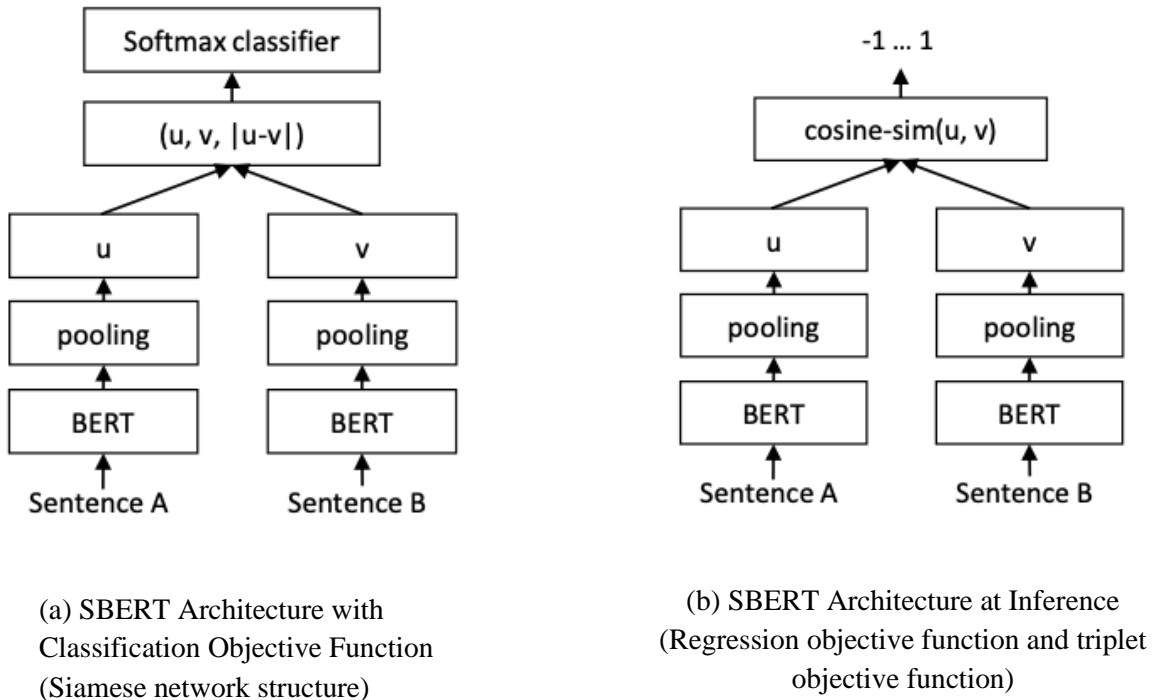 Softmax classifier
(u, v, |u-v|)
u
v
pooling
pooling
BERT
BERT
Sentence A
Sentence B
(a) SBERT Architecture with
Classification Objective Function
(Siamese network structure)
-1 ... 1
cosine-sim(u, v)
u
v
pooling
pooling
BERT
BERT
Sentence A
Sentence B
(b) SBERT Architecture at Inference
(Regression objective function and triplet
objective function)